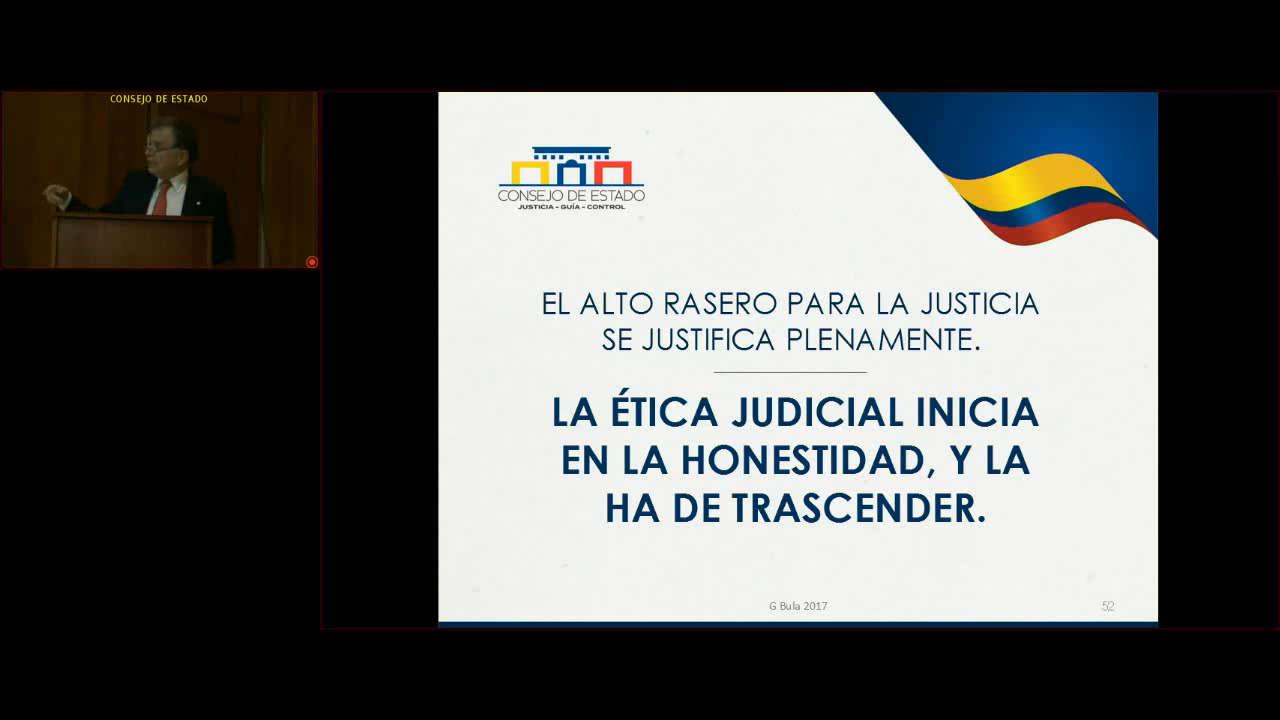 CONSEJO DE ESTADO
CONSEJO DE ESTADO
JUSTICIA - GUÍA - CONTROL
EL ALTO RASERO PARA LA JUSTICIA
SE JUSTIFICA PLENAMENTE.
LA ÉTICA JUDICIAL INICIA
EN LA HONESTIDAD, Y LA
HA DE TRASCENDER.
G Bula 2017
52